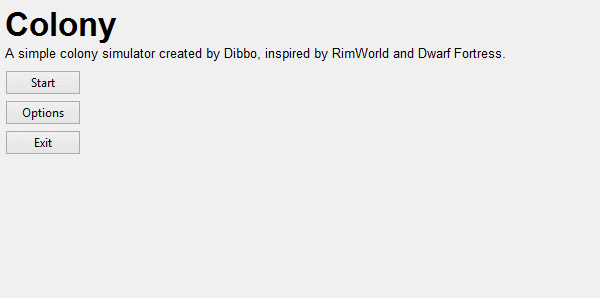 Colony
A simple colony simulator created by Dibbo, inspired by RimWorld and Dwarf Fortress.
Start
Options
Exit